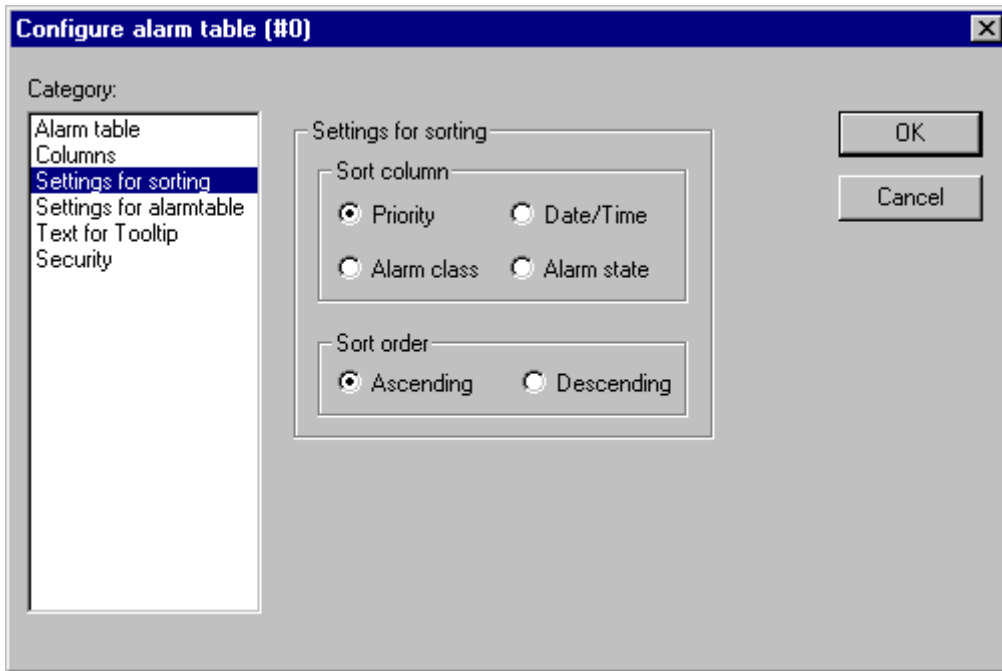 Configure alarm table (#0)
Category:
Alarm table
Columns
Settings for sorting
Settings for alarmtable
Text for Tooltip
Security
Settings for sorting
Sort column
Priority Date/Time
Alarm class Alarm state
Sort order
Ascending Descending
OK
Cancel